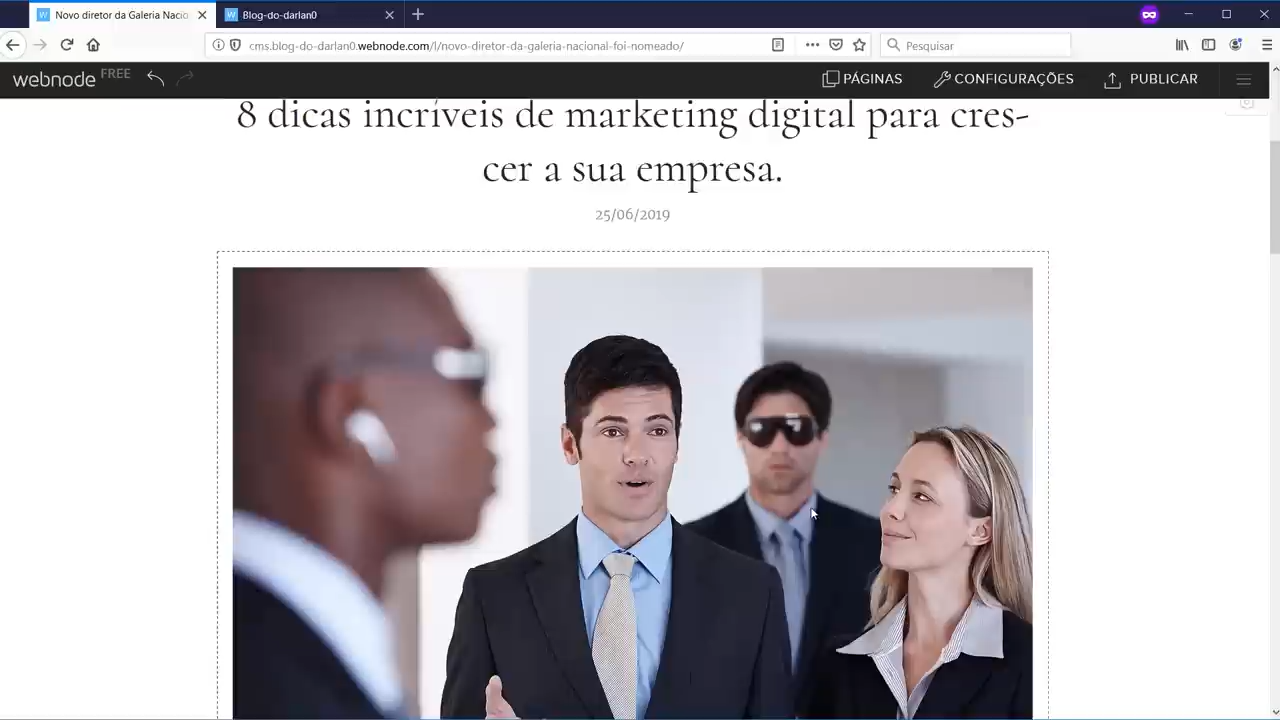 Novo diretor da Galeria Nacio
Blog-do-darlan0
cms.blog-do-darlan0.webnode.com/l/novo-diretor-da-galeria-nacional-foi-nomeado/
Pesquisar
webnode FREE
PÁGINAS
CONFIGURAÇÕES
PUBLICAR
8 dicas incríveis de marketing digital para cres-
cer a sua empresa.
25/06/2019